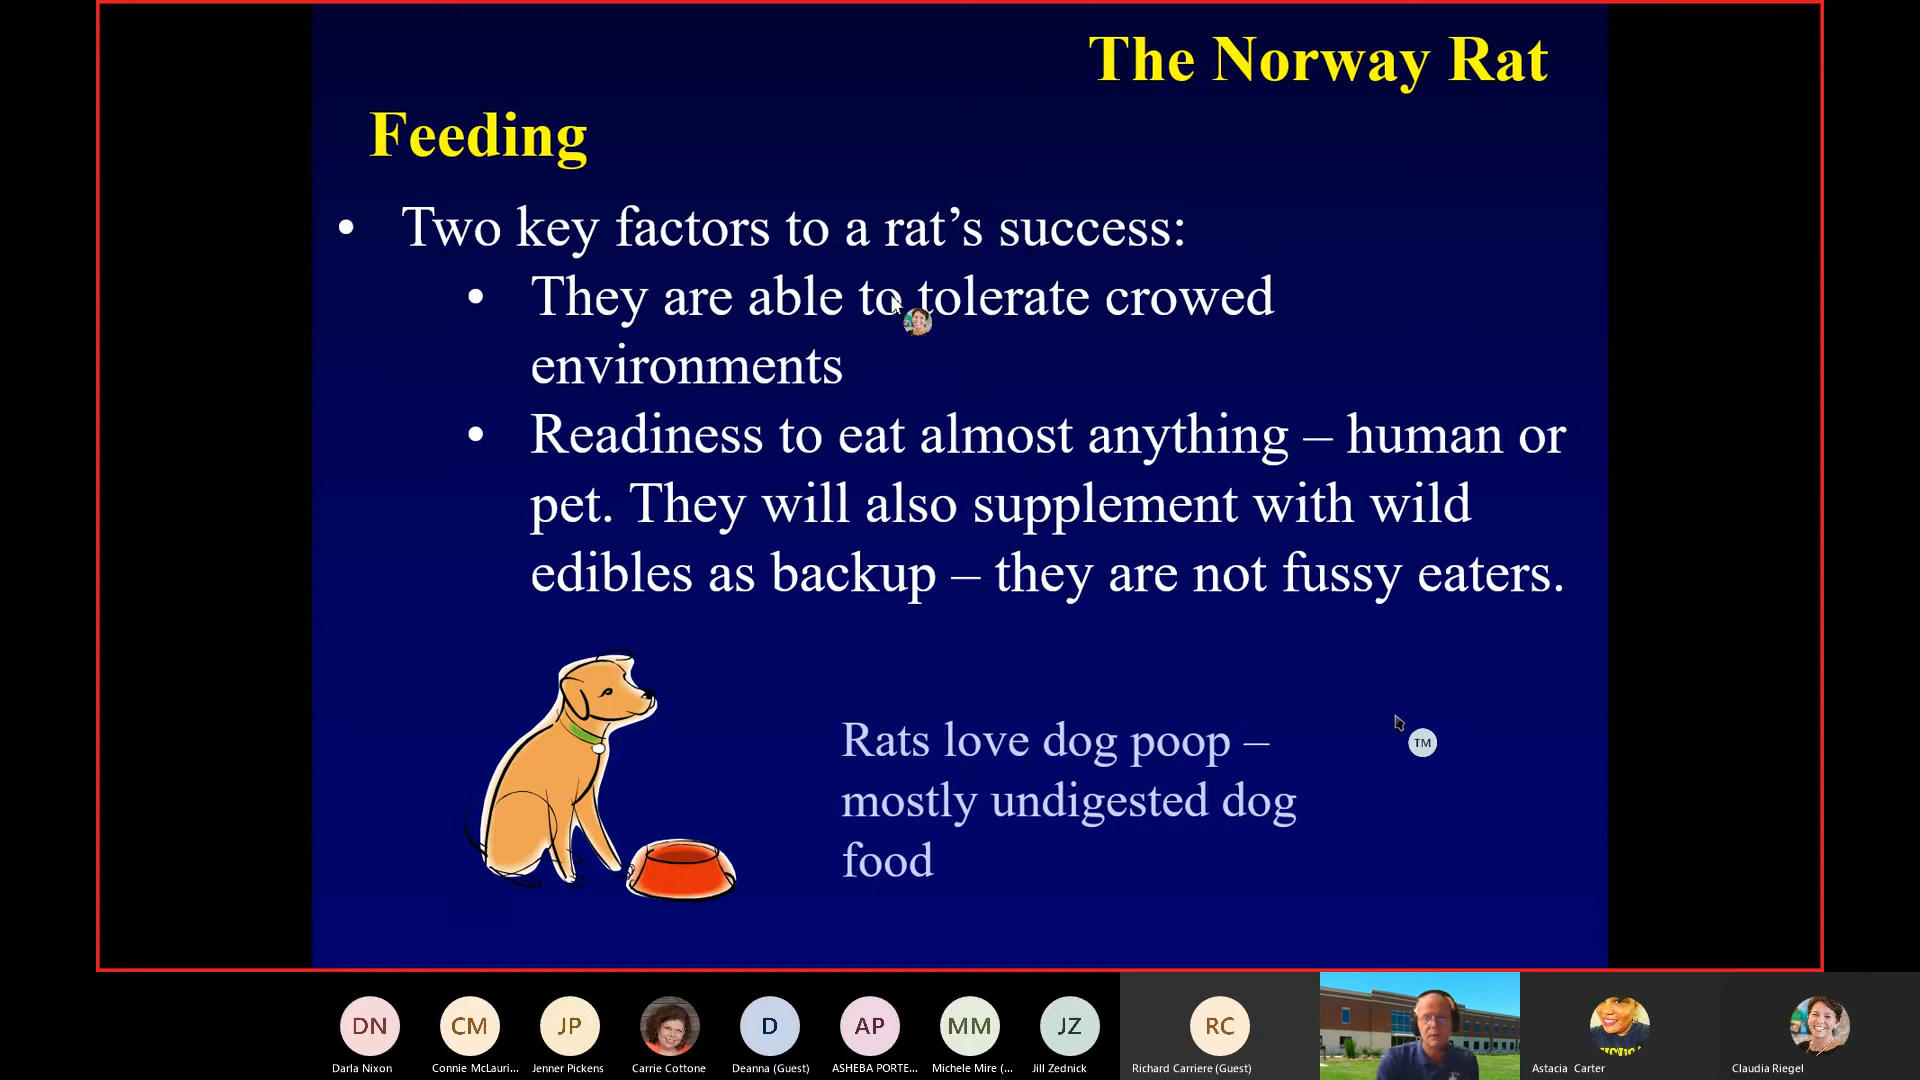 The Norway Rat
Feeding
• Two key factors to a rat’s success:
• They are able to tolerate crowed
environments
• Readiness to eat almost anything – human or
pet. They will also supplement with wild
edibles as backup – they are not fussy eaters.
Rats love dog poop –
mostly undigested dog
food
TM
DN
CM
JP
D
AP
MM
JZ
RC
Darla Nixon
Connie McLauri...
Jenner Pickens
Carrie Cottone
Deanna (Guest)
ASHEBA PORTE...
Michele Mire (...
Jill Zednick
Richard Carriere (Guest)
Astacia Carter
Claudia Riegel